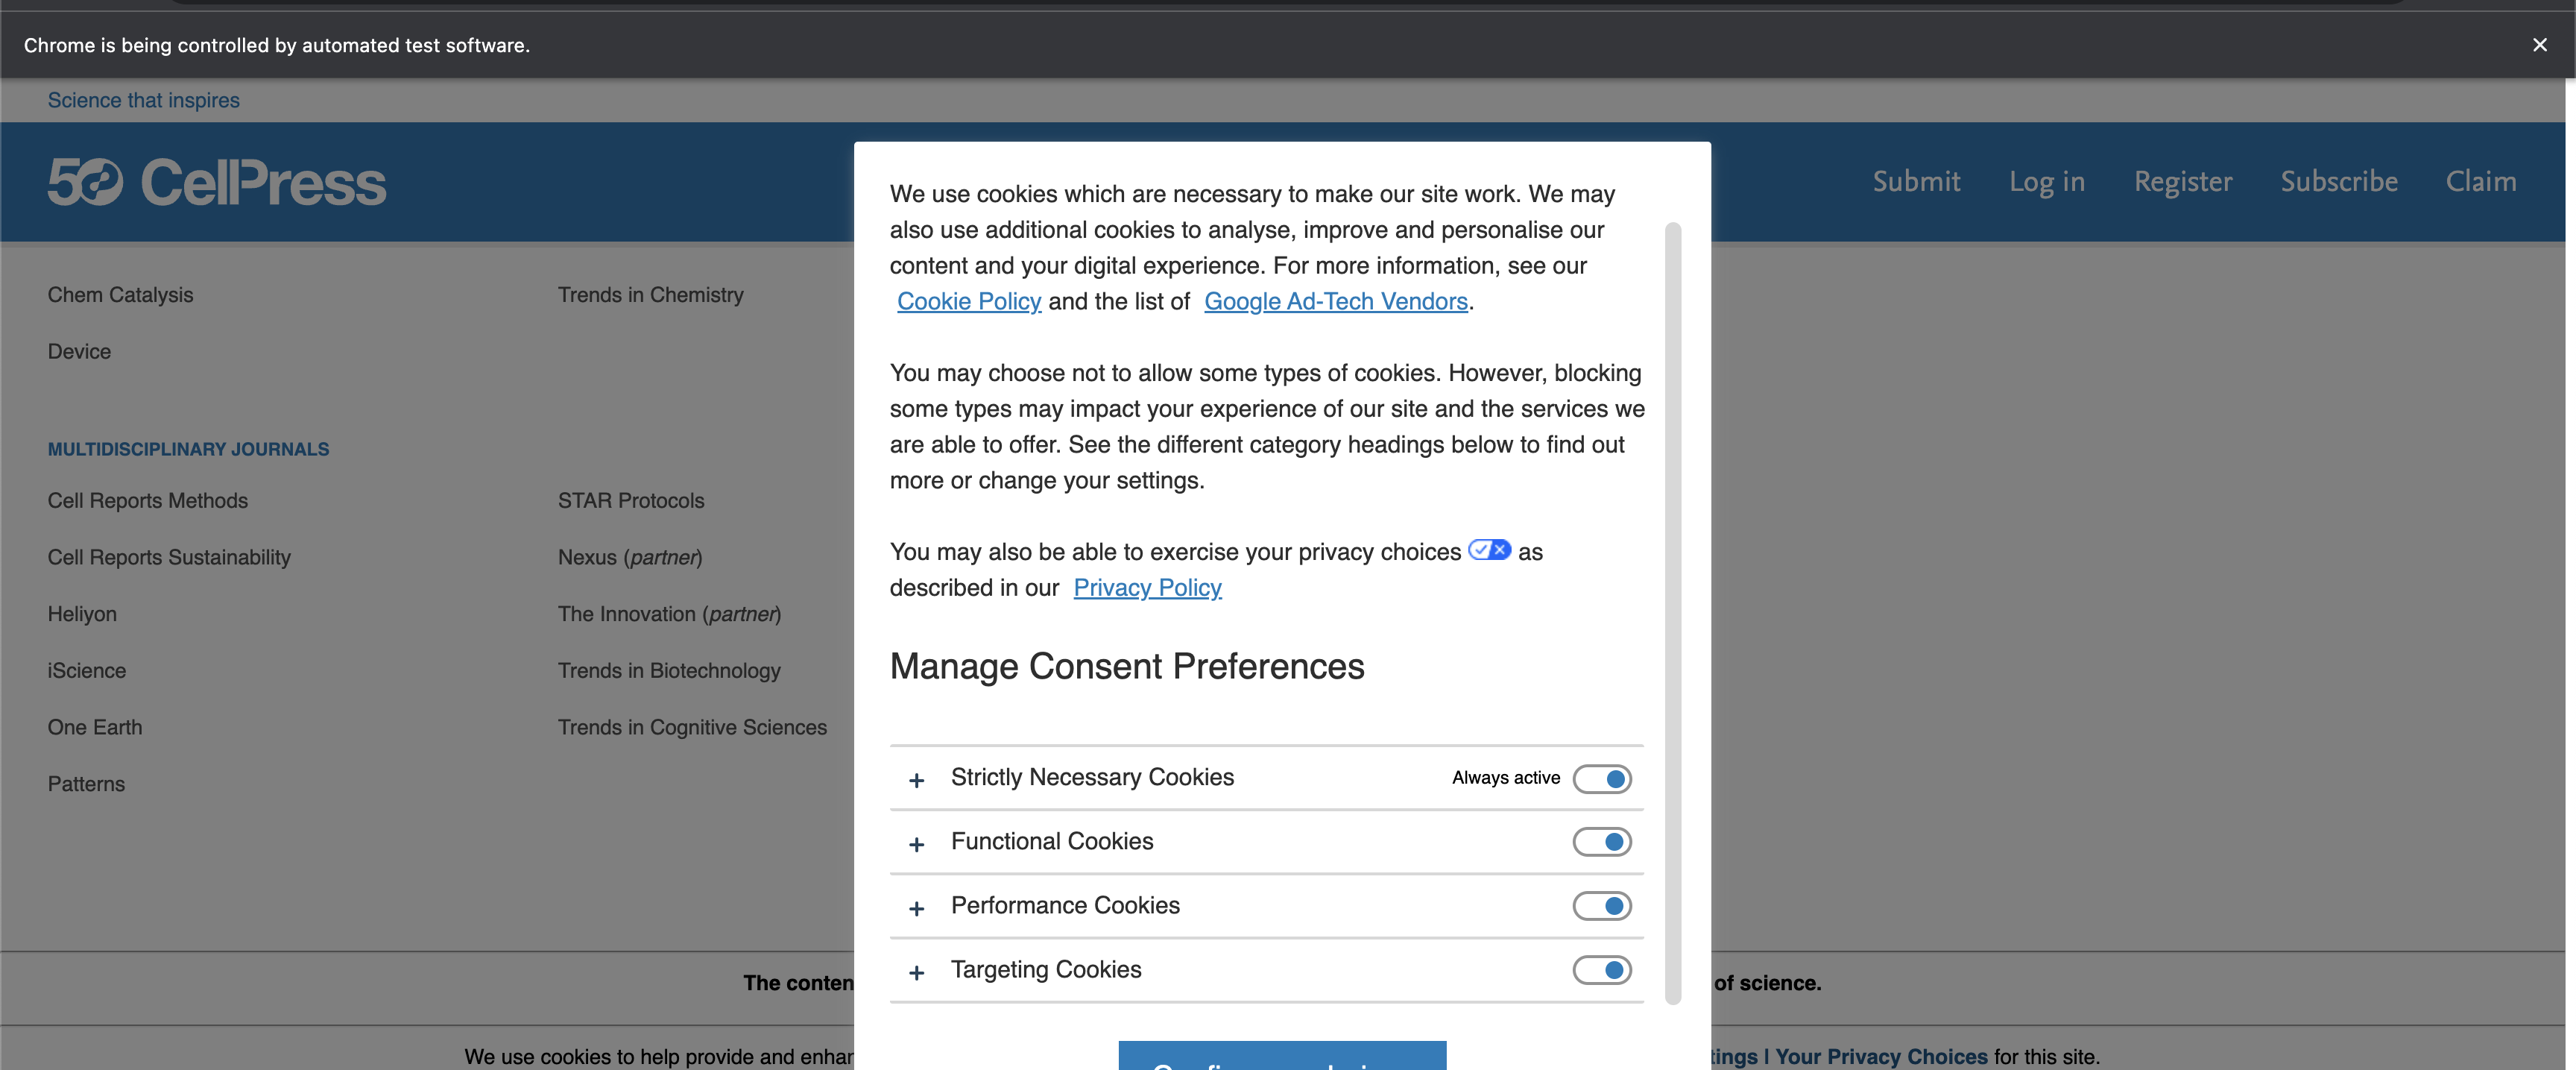 Chrome is being controlled by automated test software.
Science that inspires
50 CellPress
Submit Log in Register Subscribe Claim
Chem Catalysis
Trends in Chemistry
Device
MULTIDISCIPLINARY JOURNALS
Cell Reports Methods
STAR Protocols
Cell Reports Sustainability
Nexus (partner)
Heliyon
The Innovation (partner)
iScience
Trends in Biotechnology
One Earth
Trends in Cognitive Sciences
Patterns
We use cookies which are necessary to make our site work. We may
also use additional cookies to analyse, improve and personalise our
content and your digital experience. For more information, see our
Cookie Policy and the list of Google Ad-Tech Vendors.
You may choose not to allow some types of cookies. However, blocking
some types may impact your experience of our site and the services we
are able to offer. See the different category headings below to find out
more or change your settings.
You may also be able to exercise your privacy choices as
described in our Privacy Policy
Manage Consent Preferences
+ Strictly Necessary Cookies Always active
+ Functional Cookies
+ Performance Cookies
+ Targeting Cookies
The conten
of science.
We use cookies to help provide and enhan
tings | Your Privacy Choices for this site.